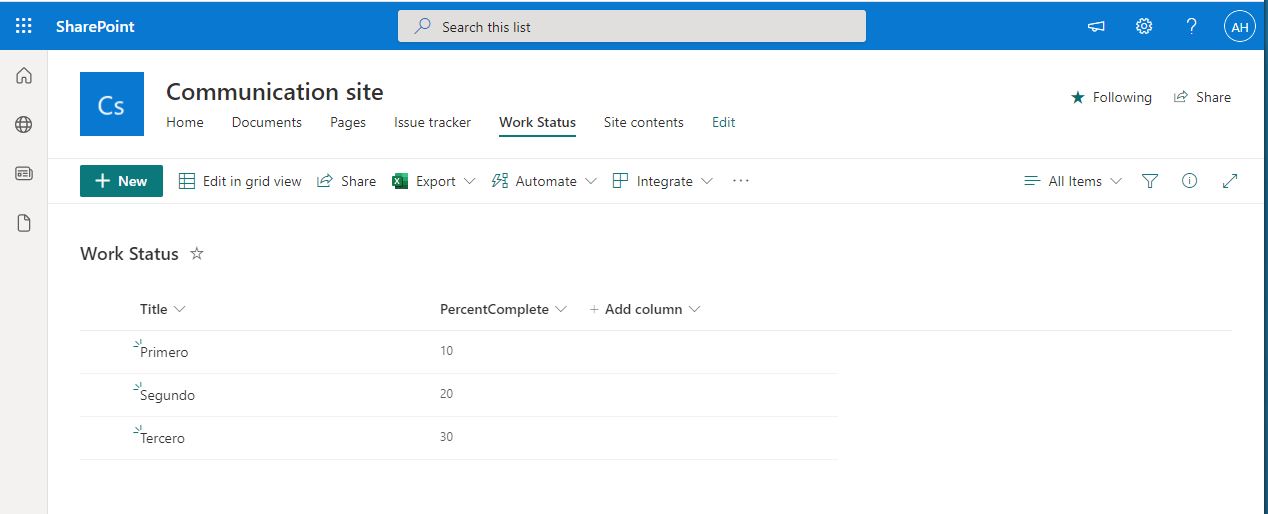 SharePoint
Search this list
AH
Cs
Communication site
Following
Share
Home Documents Pages Issue tracker Work Status Site contents Edit
+ New Edit in grid view Share Export Automate Integrate ... All Items
Work Status
Title PercentComplete + Add column
Primero 10
Segundo 20
Tercero 30